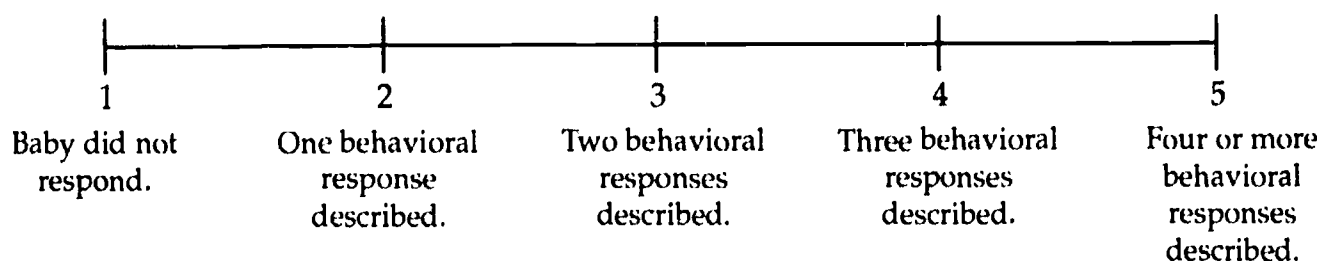 1 2 3 4 5
Baby did not
respond.
One behavioral
response
described.
Two behavioral
responses
described.
Three behavioral
responses
described.
Four or more
behavioral
responses
described.